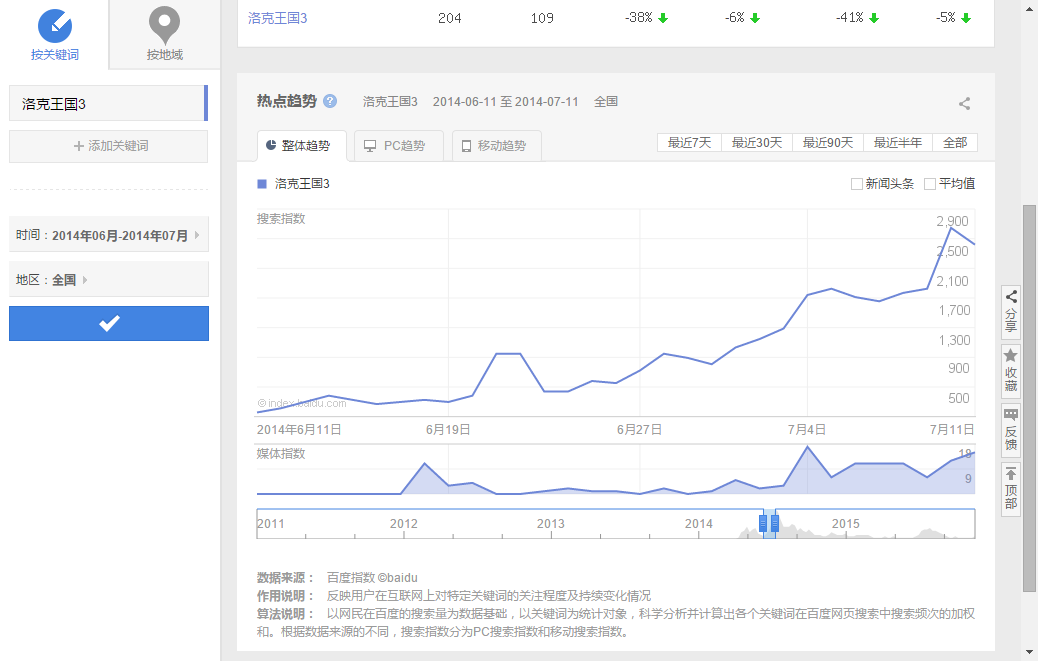 按关键词
按地域
洛克王国3
添加关键词
时间：2014年06月-2014年07月
地区：全国
洛克王国3 204 109 -38% -6% -41% -5%
热点趋势 ? 洛克王国3 2014-06-11 至 2014-07-11 全国
整体趋势 PC趋势 移动趋势
最近7天 最近30天 最近90天 最近半年 全部
洛克王国3
新闻头条 平均值
搜索指数
2,900
2,500
2,100
1,700
1,300
900
500
©index.baidu.com
2014年6月11日 6月19日 6月27日 7月4日 7月11日
媒体指数
18
9
2011 2012 2013 2014 2015
数据来源： 百度指数 ©baidu
作用说明： 反映用户在互联网上对特定关键词的关注程度及持续变化情况
算法说明： 以网民在百度的搜索量为数据基础，以关键词为统计对象，科学分析并计算出各个关键词在百度网页搜索中搜索频次的加权
和。根据数据来源的不同，搜索指数分为PC搜索指数和移动搜索指数。
分享
收藏
反馈
顶部